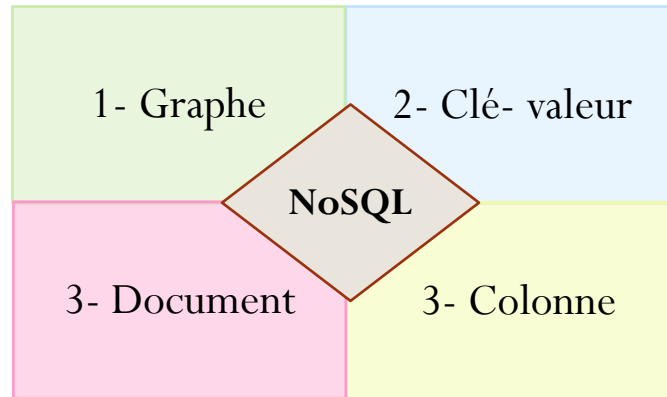 1- Graphe
2- Clé- valeur
NoSQL
3- Document
3- Colonne